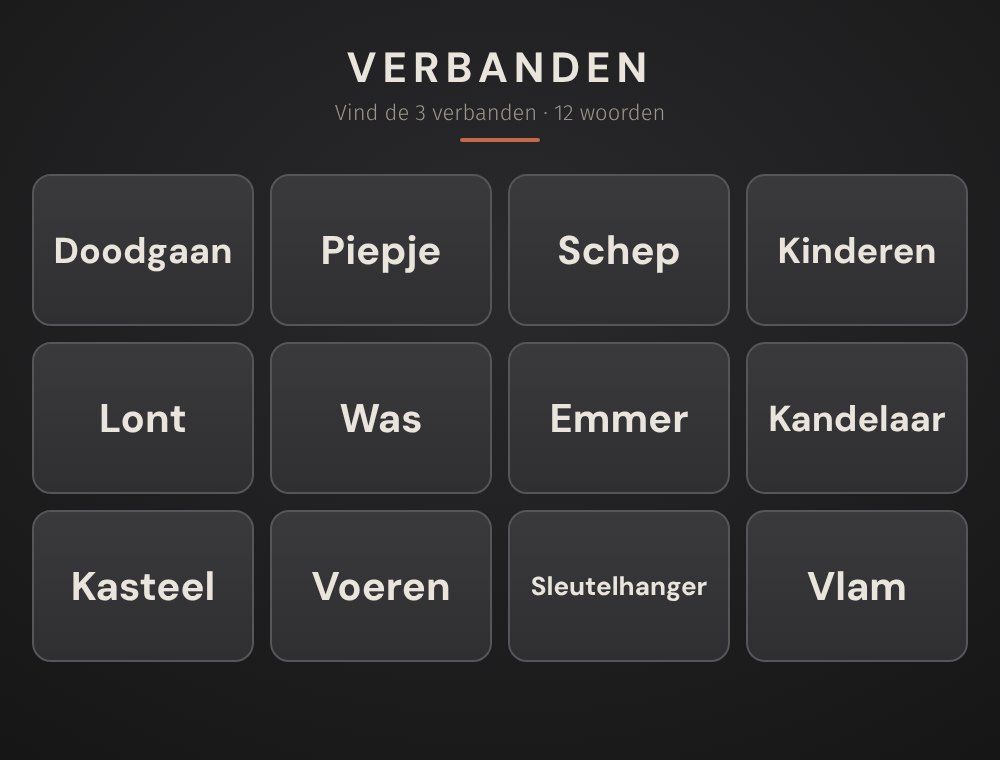 VERBANDEN
Vind de 3 verbanden · 12 woorden
Doodgaan Piepje Schep Kinderen
Lont Was Emmer Kandelaar
Kasteel Voeren Sleutelhanger Vlam